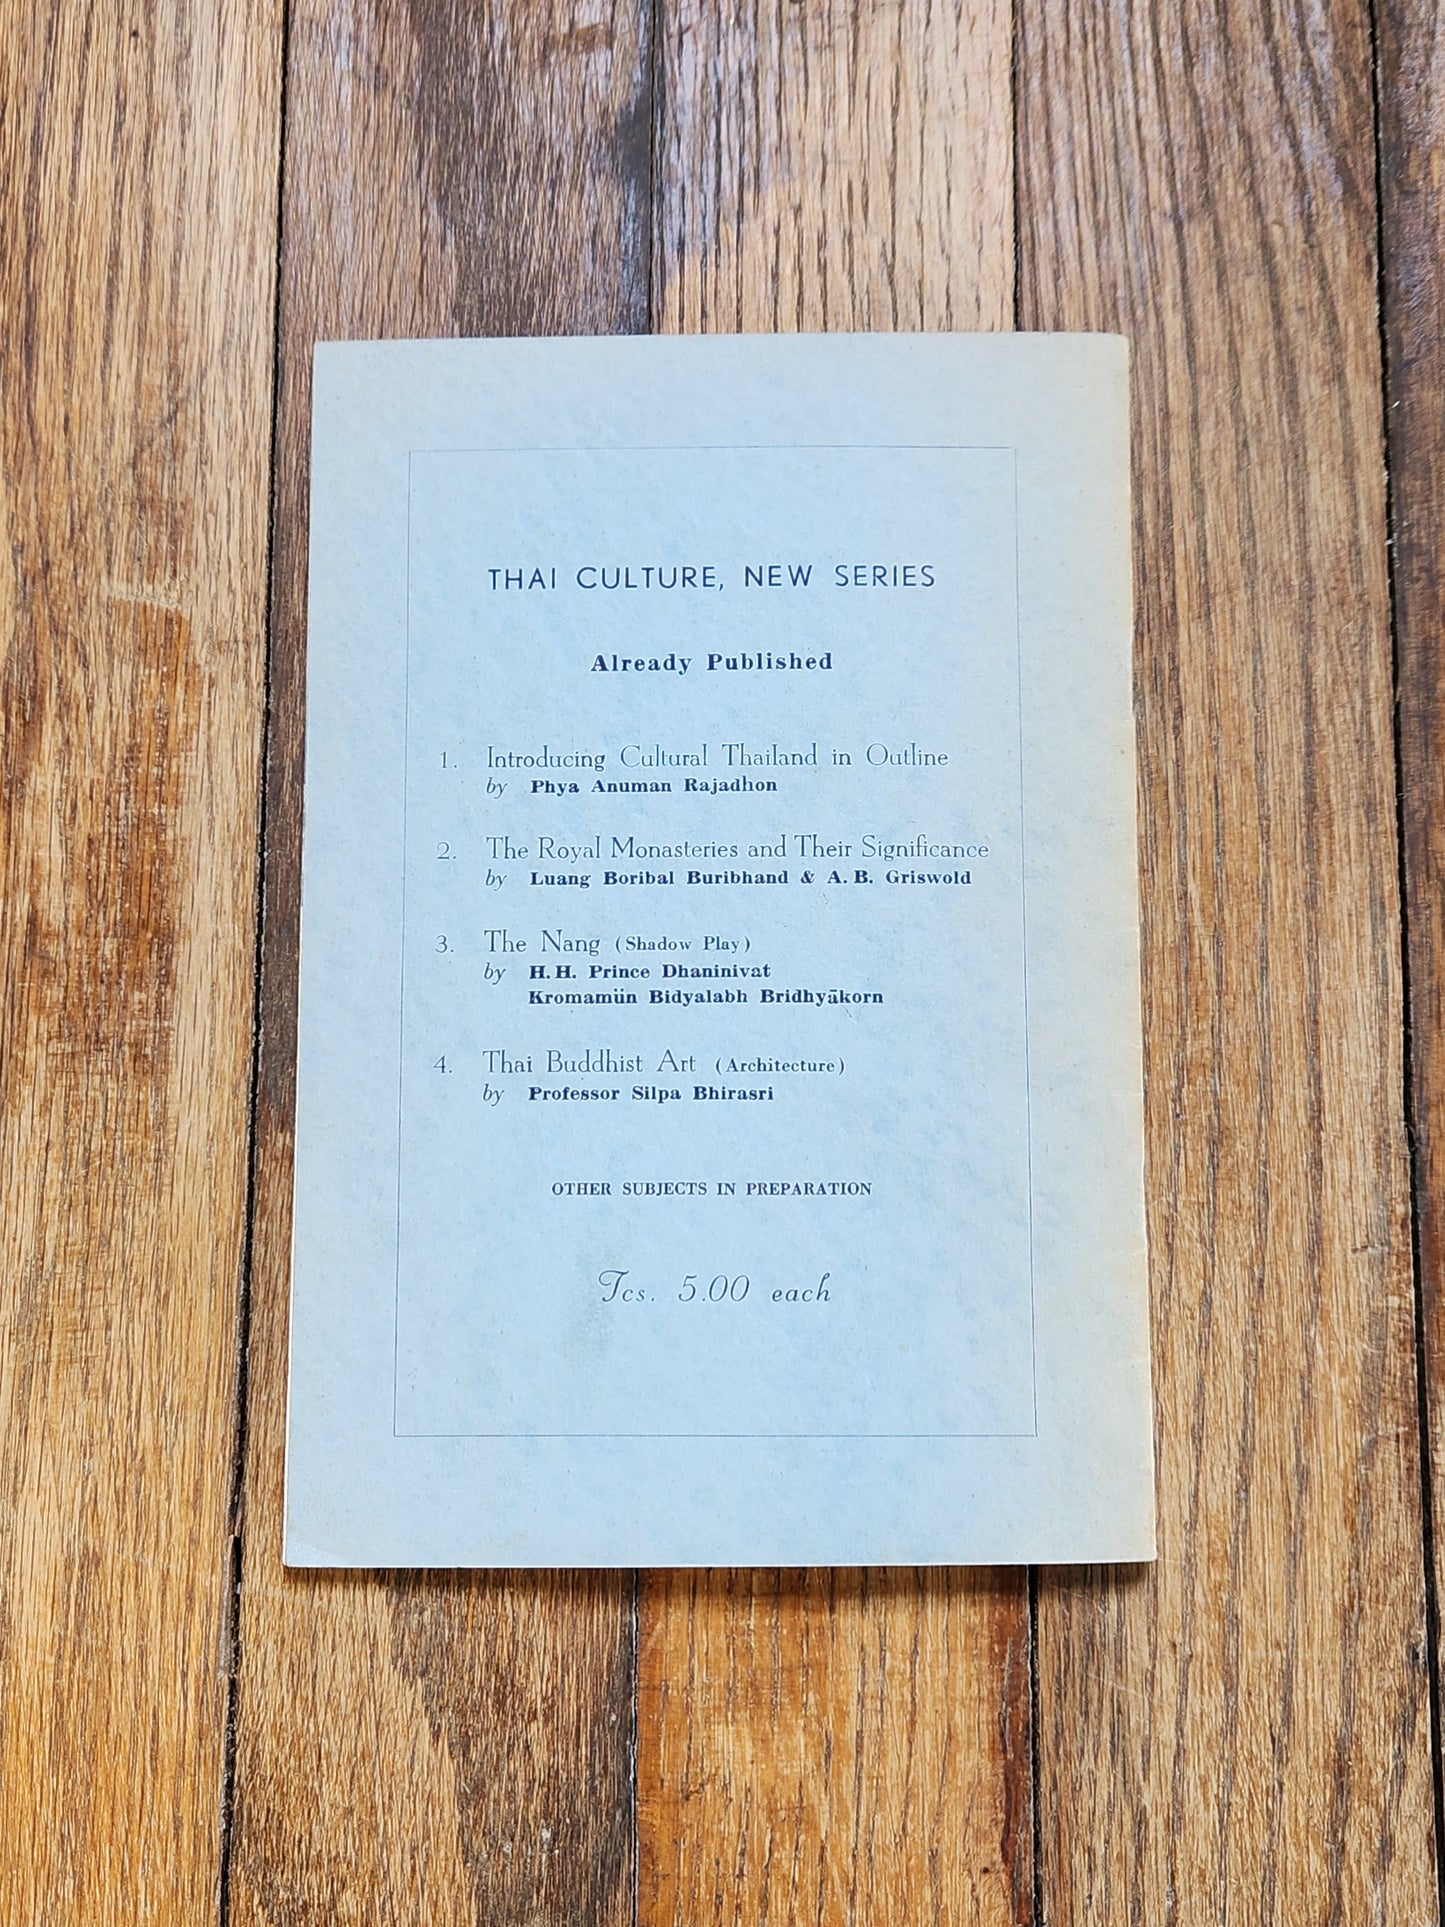 THAI CULTURE, NEW SERIES
Already Published
1. Introducing Cultural Thailand in Outline
by Phya Anuman Rajadhon
2. The Royal Monasteries and Their Significance
by Luang Boribal Buribhand & A. B. Griswold
3. The Nang (Shadow Play)
by H. H. Prince Dhaninivat
Kromamün Bidyalabh Bridhyākorn
4. Thai Buddhist Art (Architecture)
by Professor Silpa Bhirasri
OTHER SUBJECTS IN PREPARATION
Tcs. 5.00 each